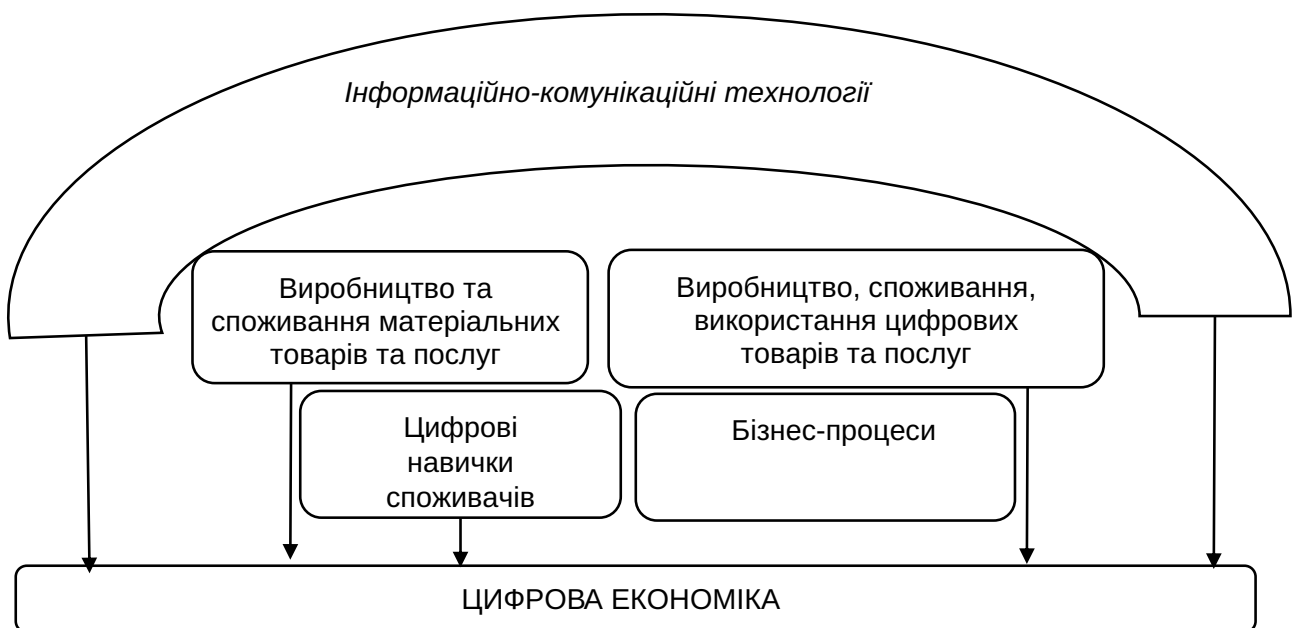 Інформаційно-комунікаційні технології
Виробництво та
споживання матеріальних
товарів та послуг
Виробництво, споживання,
використання цифрових
товарів та послуг
Цифрові
навички
споживачів
Бізнес-процеси
ЦИФРОВА ЕКОНОМІКА